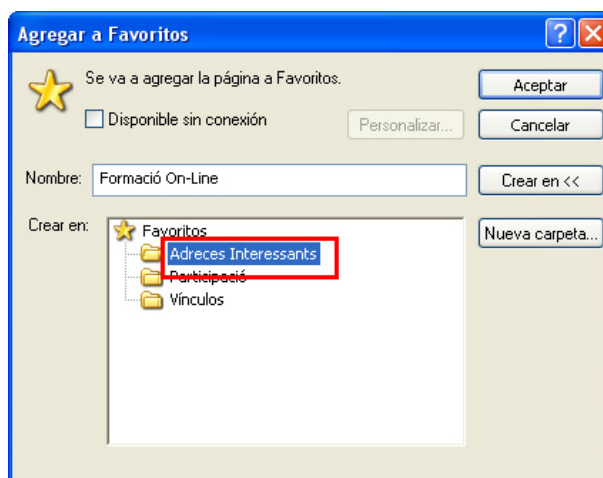 Agregar a Favoritos
Se va a agregar la página a Favoritos.
Aceptar
Disponible sin conexión
Personalizar...
Cancelar
Nombre:
Formació On-Line
Crear en <<
Crear en:
Favoritos
Nueva carpeta...
Adreces Interessants
Participació
Vínculos